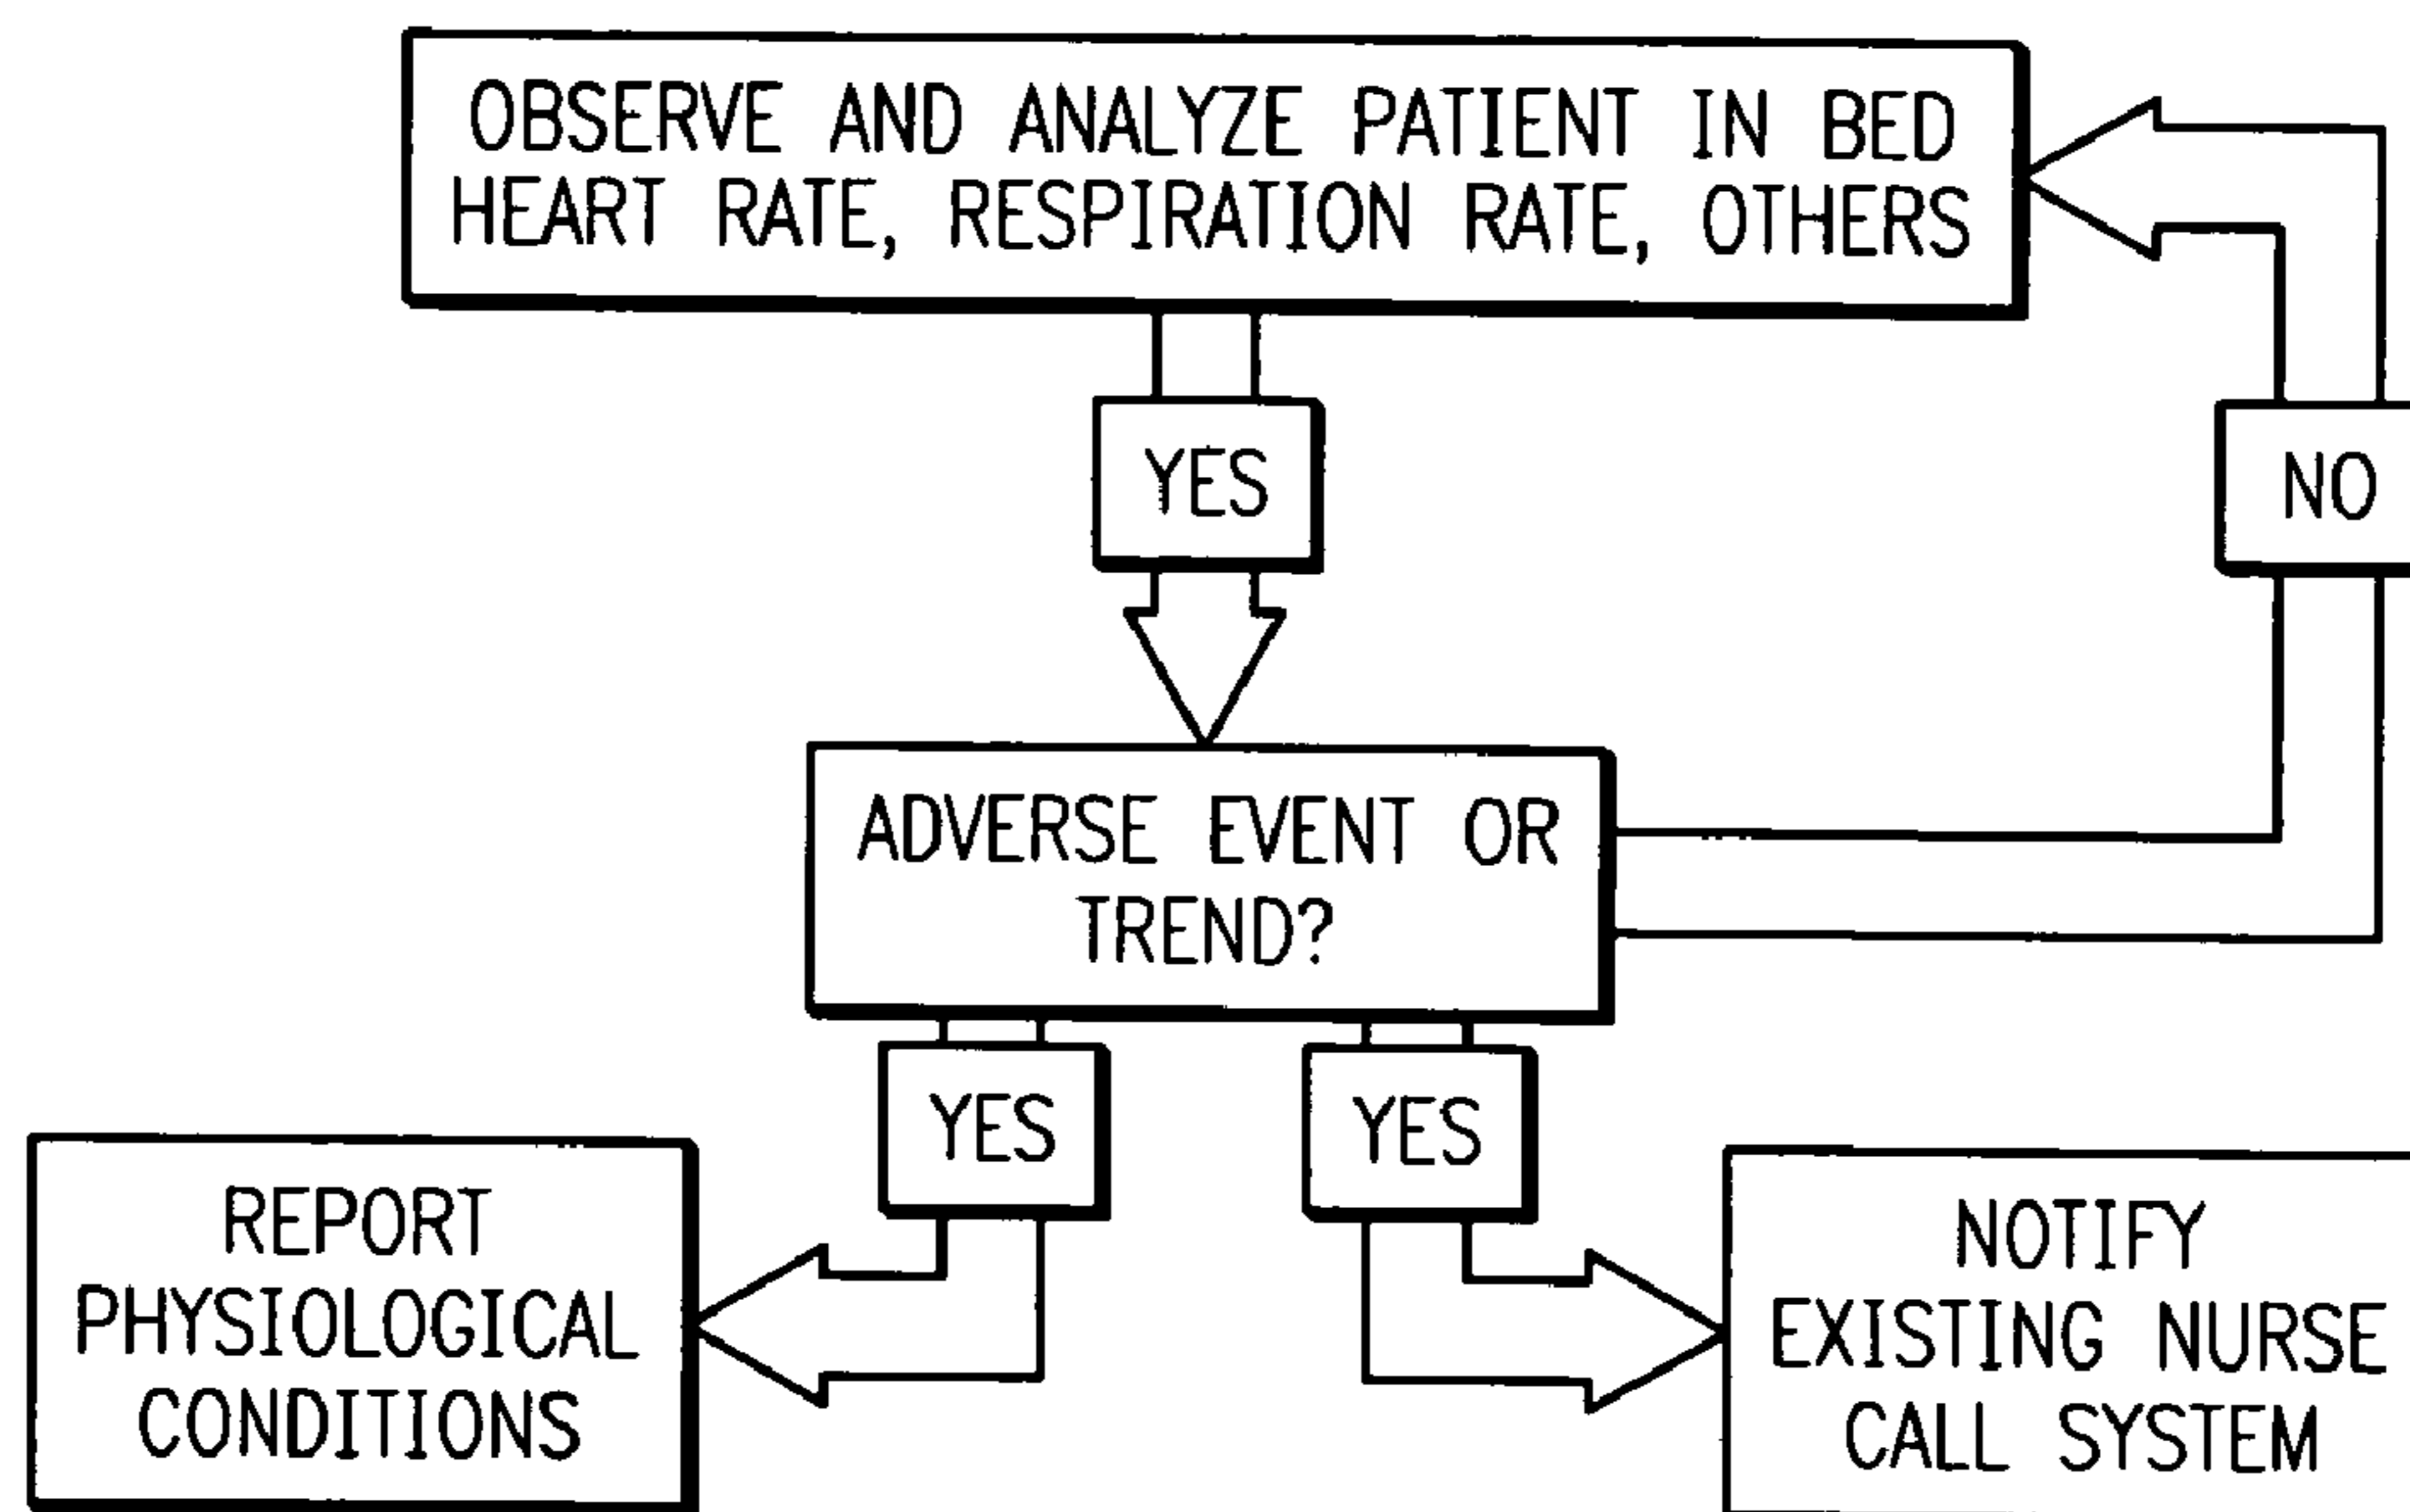 OBSERVE AND ANALYZE PATIENT IN BED
HEART RATE, RESPIRATION RATE, OTHERS
YES
NO
ADVERSE EVENT OR
TREND?
YES
YES
REPORT
PHYSIOLOGICAL
CONDITIONS
NOTIFY
EXISTING NURSE
CALL SYSTEM